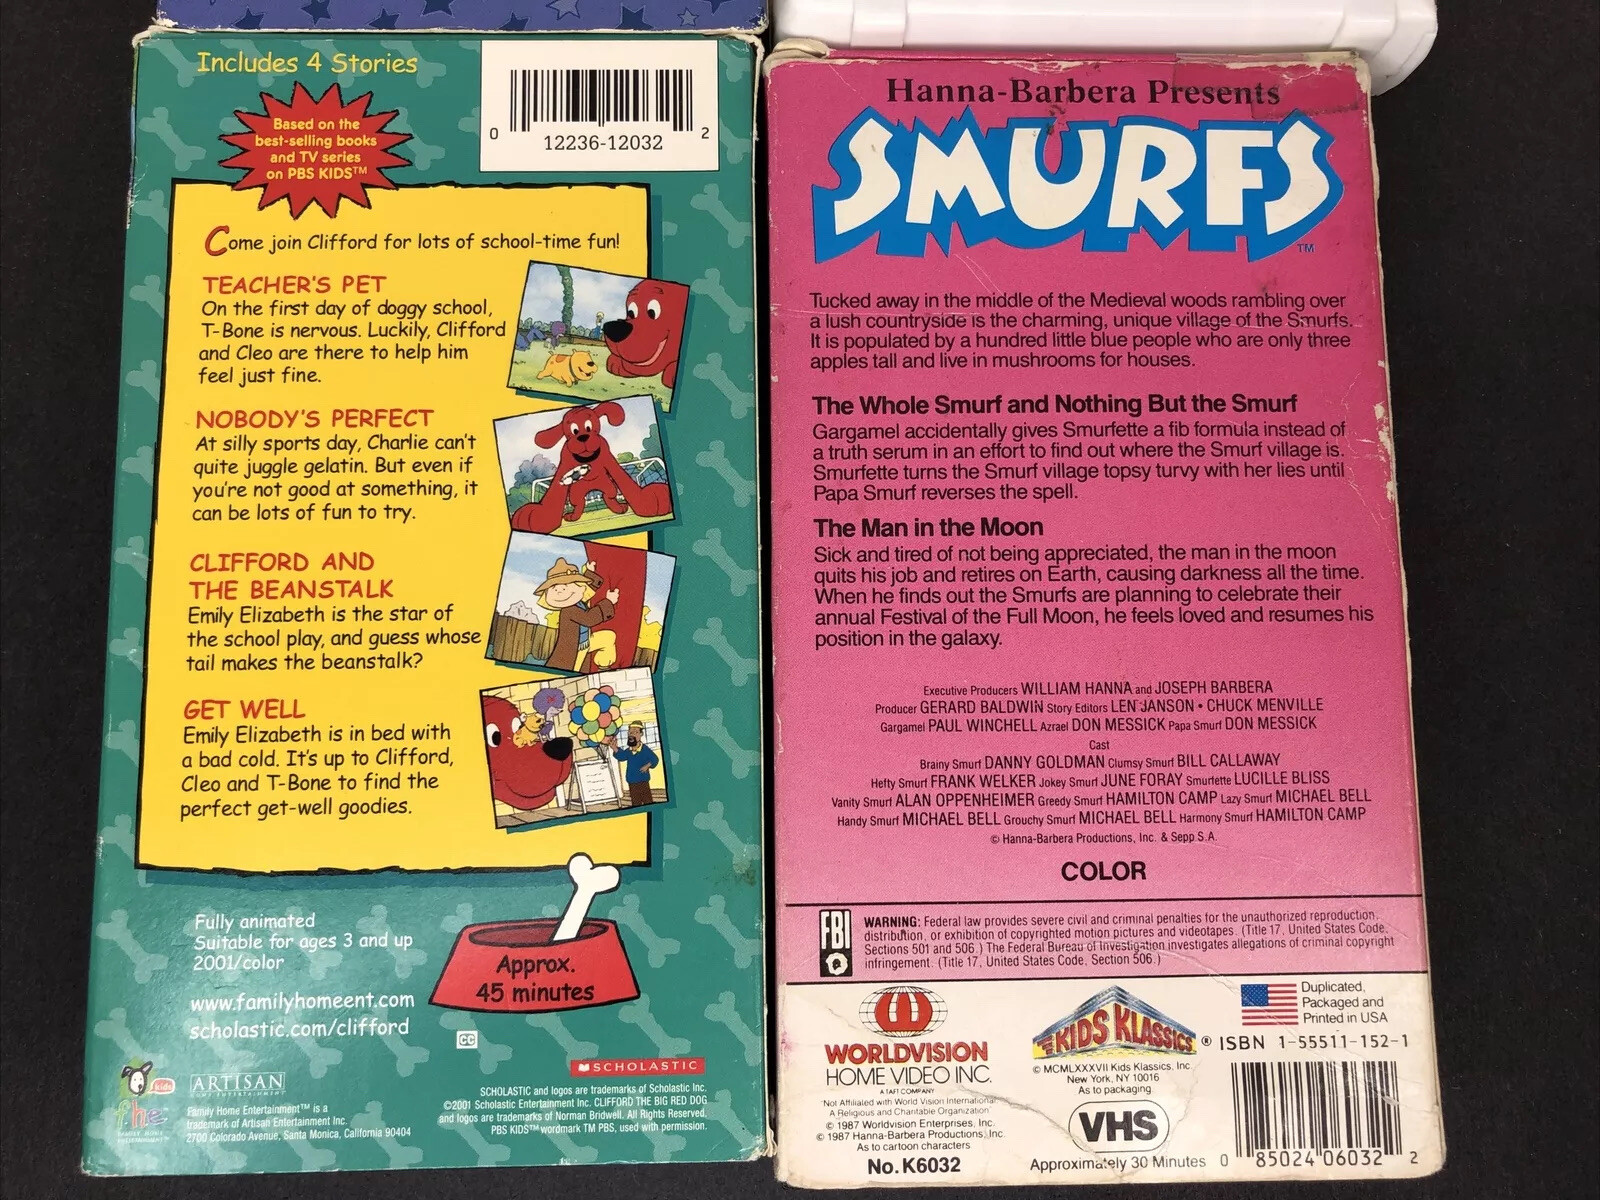 Includes 4 Stories
Based on the
best-selling books
and TV series
on PBS KIDS™
0 12236-12032 2
Come join Clifford for lots of school-time fun!
TEACHER'S PET
On the first day of doggy school,
T-Bone is nervous. Luckily, Clifford
and Cleo are there to help him
feel just fine.
NOBODY'S PERFECT
At silly sports day, Charlie can't
quite juggle gelatin. But even if
you're not good at something, it
can be lots of fun to try.
CLIFFORD AND
THE BEANSTALK
Emily Elizabeth is the star of
the school play, and guess whose
tail makes the beanstalk?
GET WELL
Emily Elizabeth is in bed with
a bad cold. It's up to Clifford,
Cleo and T-Bone to find the
perfect get-well goodies.
Fully animated
Suitable for ages 3 and up
2001/color
www.familyhomeent.com
scholastic.com/clifford
Approx.
45 minutes
CC
kids
fhe
FAMILY HOME
ENTERTAINMENT™
ARTISAN
ENTERTAINMENT
Family Home Entertainment™ is a
trademark of Artisan Entertainment Inc.
2700 Colorado Avenue, Santa Monica, California 90404
SCHOLASTIC
SCHOLASTIC and logos are trademarks of Scholastic Inc.
©2001 Scholastic Entertainment Inc. CLIFFORD THE BIG RED DOG
and logos are trademarks of Norman Bridwell. All Rights Reserved.
PBS KIDS™ wordmark TM PBS, used with permission.
Hanna-Barbera Presents
SMURFS
TM
Tucked away in the middle of the Medieval woods rambling over
a lush countryside is the charming, unique village of the Smurfs.
It is populated by a hundred little blue people who are only three
apples tall and live in mushrooms for houses.
The Whole Smurf and Nothing But the Smurf
Gargamel accidentally gives Smurfette a fib formula instead of
a truth serum in an effort to find out where the Smurf village is.
Smurfette turns the Smurf village topsy turvy with her lies until
Papa Smurf reverses the spell.
The Man in the Moon
Sick and tired of not being appreciated, the man in the moon
quits his job and retires on Earth, causing darkness all the time.
When he finds out the Smurfs are planning to celebrate their
annual Festival of the Full Moon, he feels loved and resumes his
position in the galaxy.
Executive Producers WILLIAM HANNA and JOSEPH BARBERA
Producer GERARD BALDWIN Story Editors LEN JANSON • CHUCK MENVILLE
Gargamel PAUL WINCHELL Azrael DON MESSICK Papa Smurf DON MESSICK
Cast
Brainy Smurf DANNY GOLDMAN Clumsy Smurf BILL CALLAWAY
Hefty Smurf FRANK WELKER Jokey Smurf JUNE FORAY Smurfette LUCILLE BLISS
Vanity Smurf ALAN OPPENHEIMER Greedy Smurf HAMILTON CAMP Lazy Smurf MICHAEL BELL
Handy Smurf MICHAEL BELL Grouchy Smurf MICHAEL BELL Harmony Smurf HAMILTON CAMP
© Hanna-Barbera Productions, Inc. & Sepp S.A.
COLOR
FBI
WARNING: Federal law provides severe civil and criminal penalties for the unauthorized reproduction,
distribution, or exhibition of copyrighted motion pictures and videotapes. (Title 17, United States Code,
Sections 501 and 506.) The Federal Bureau of Investigation investigates allegations of criminal copyright
infringement. (Title 17, United States Code, Section 506.)
WORLDVISION
HOME VIDEO INC.
A TAFT COMPANY
"Not Affiliated with World Vision International,
A Religious and Charitable Organization"
© 1987 Worldvision Enterprises, Inc.
© 1987 Hanna-Barbera Productions, Inc.
As to cartoon characters
No. K6032
KIDS KLASSICS ®
© MCMLXXXVII Kids Klassics, Inc.
New York, NY 10016
As to packaging
VHS
Approximately 30 Minutes
Duplicated,
Packaged and
Printed in USA
ISBN 1-55511-152-1
0 85024 06032 2